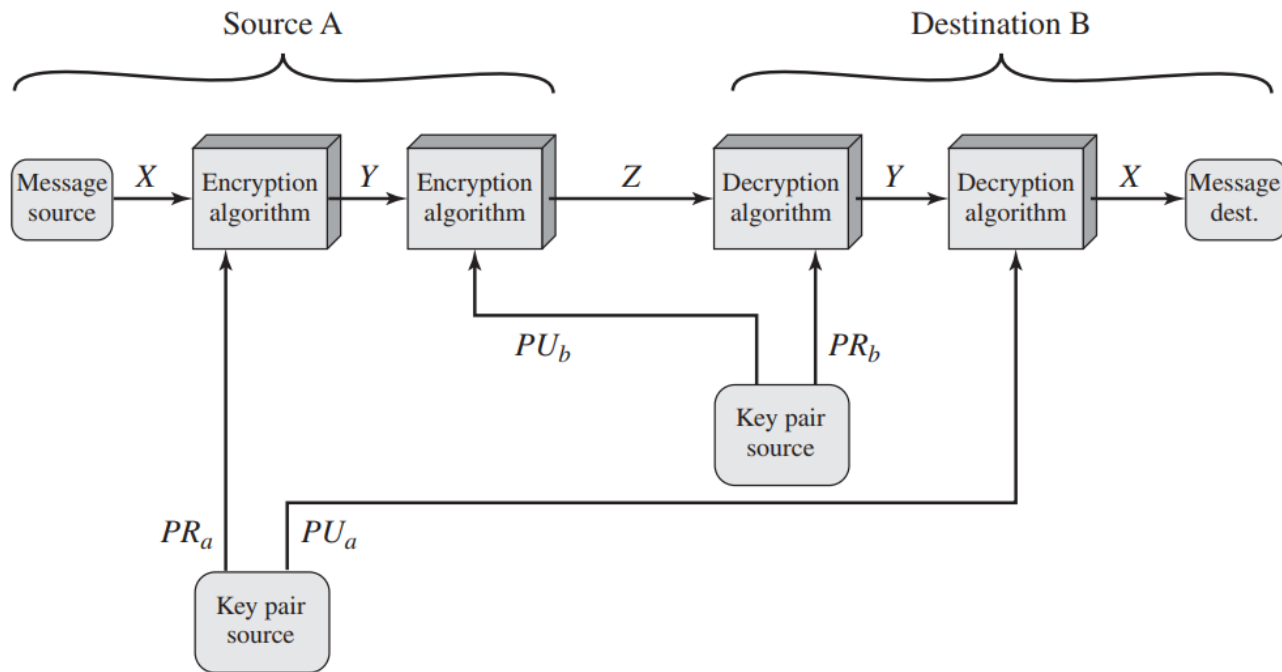 Source A
Destination B
Message
source
X
Encryption
algorithm
Y
Encryption
algorithm
Z
Decryption
algorithm
Y
Decryption
algorithm
X
Message
dest.
PU_b
PR_b
Key pair
source
PR_a
PU_a
Key pair
source